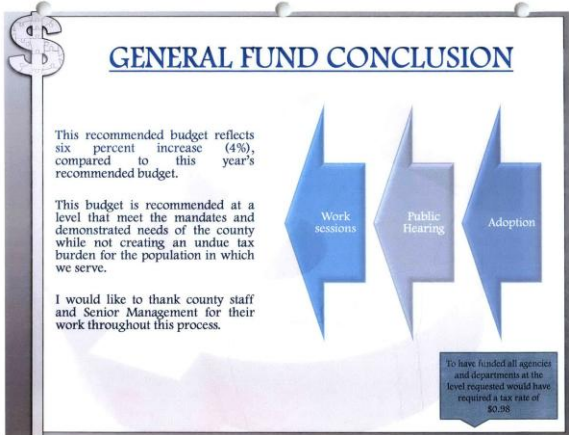 GENERAL FUND CONCLUSION
This recommended budget reflects
six percent increase (4%),
compared to this year's
recommended budget.
This budget is recommended at a
level that meet the mandates and
demonstrated needs of the county
while not creating an undue tax
burden for the population in which
we serve.
I would like to thank county staff
and Senior Management for their
work throughout this process.
Work
sessions
Public
Hearing
Adoption
To have funded all agencies
and departments at the
level requested would have
required a tax rate of
$0.98